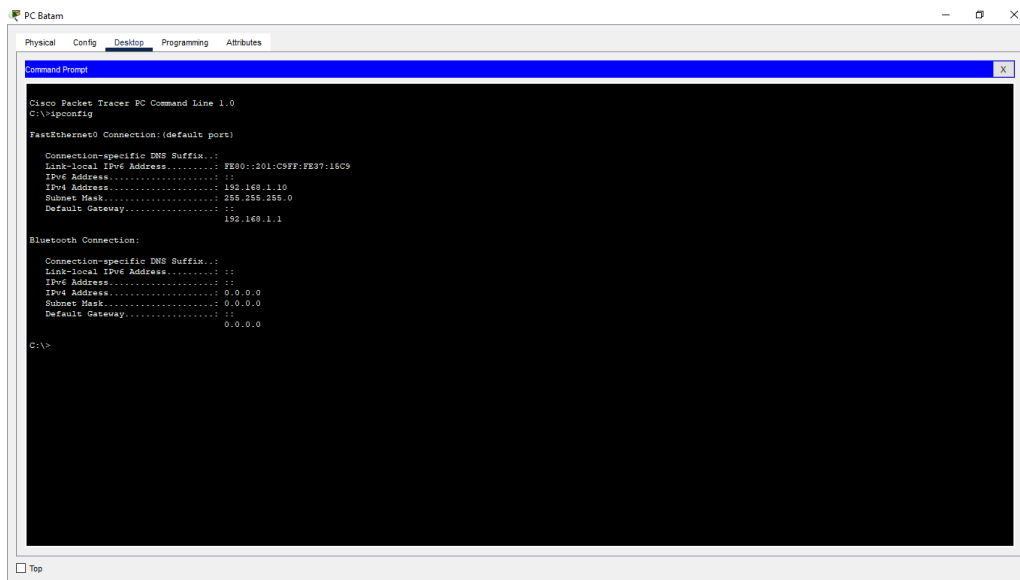 PC Batam
Physical Config Desktop Programming Attributes
Command Prompt
X
Cisco Packet Tracer PC Command Line 1.0
C:\>ipconfig
FastEthernet0 Connection:(default port)
Connection-specific DNS Suffix..:
Link-local IPv6 Address.........: FE80::201:C9FF:FE37:15C9
IPv6 Address....................: ::
IPv4 Address....................: 192.168.1.10
Subnet Mask.....................: 255.255.255.0
Default Gateway.................: ::
192.168.1.1
Bluetooth Connection:
Connection-specific DNS Suffix..:
Link-local IPv6 Address.........: ::
IPv6 Address....................: ::
IPv4 Address....................: 0.0.0.0
Subnet Mask.....................: 0.0.0.0
Default Gateway.................: ::
0.0.0.0
C:\>
Top